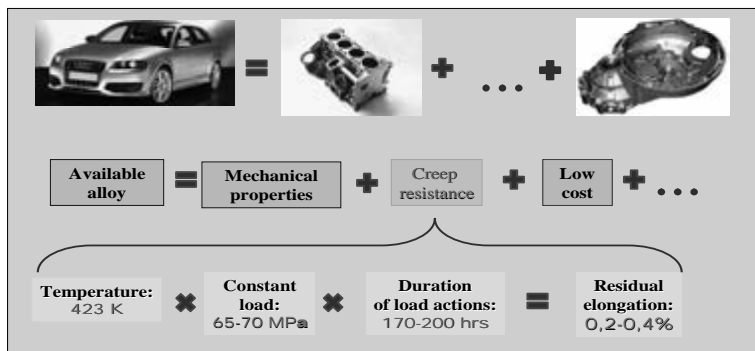 = + ... +
Available alloy = Mechanical properties + Creep resistance + Low cost + ...
Temperature: 423 K × Constant load: 65-70 MPa × Duration of load actions: 170-200 hrs = Residual elongation: 0,2-0,4%